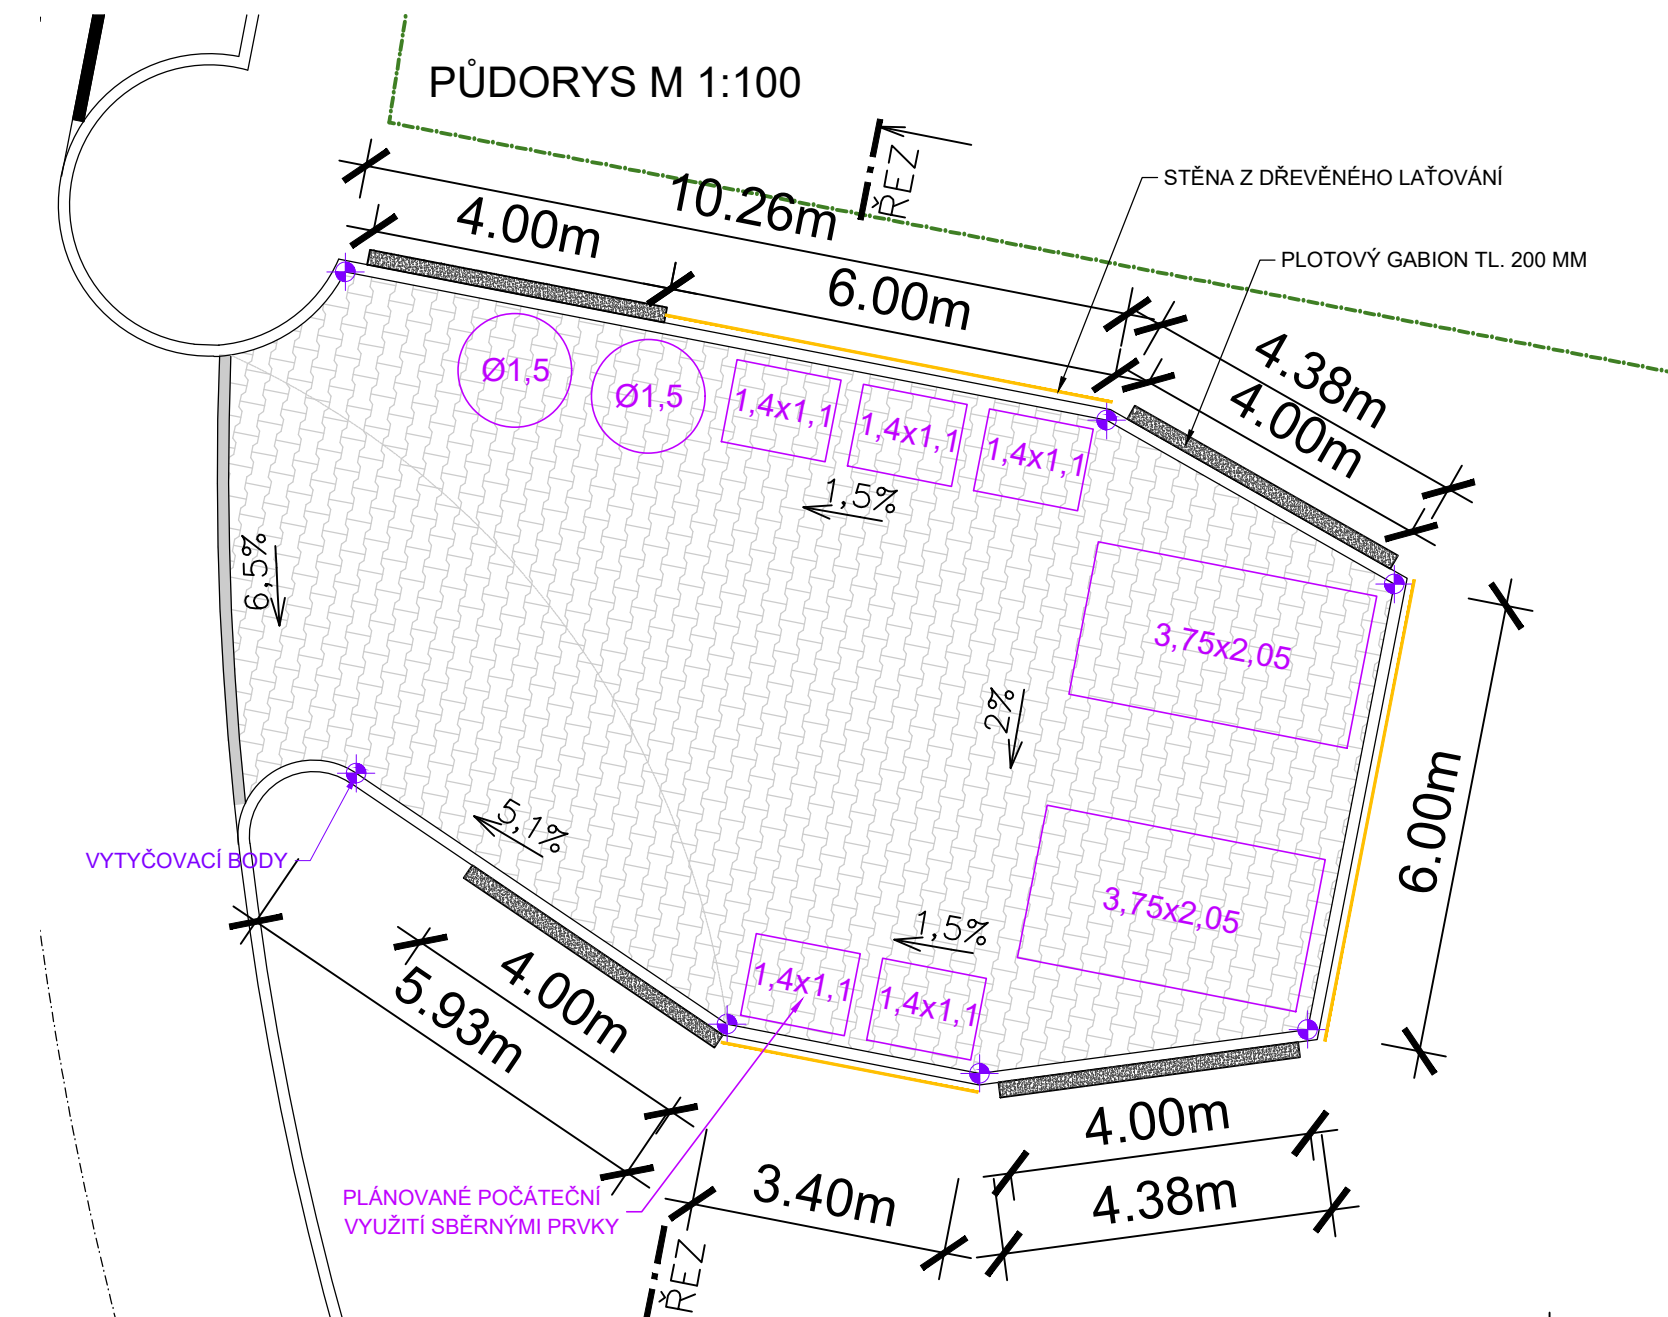 PŮDORYS M 1:100
ŘEZ
STĚNA Z DŘEVĚNÉHO LAŤOVÁNÍ
10.26m
4.00m
PLOTOVÝ GABION TL. 200 MM
6.00m
4.38m
4.00m
Ø1,5
Ø1,5
1,4x1,1
1,4x1,1
1,4x1,1
1,5%
6,5%
3,75x2,05
2%
6.00m
5,1%
VYTYČOVACÍ BODY
3,75x2,05
1,5%
1,4x1,1
1,4x1,1
4.00m
5.93m
4.00m
PLÁNOVANÉ POČÁTEČNÍ
VYUŽITÍ SBĚRNÝMI PRVKY
3.40m
4.38m
ŘEZ